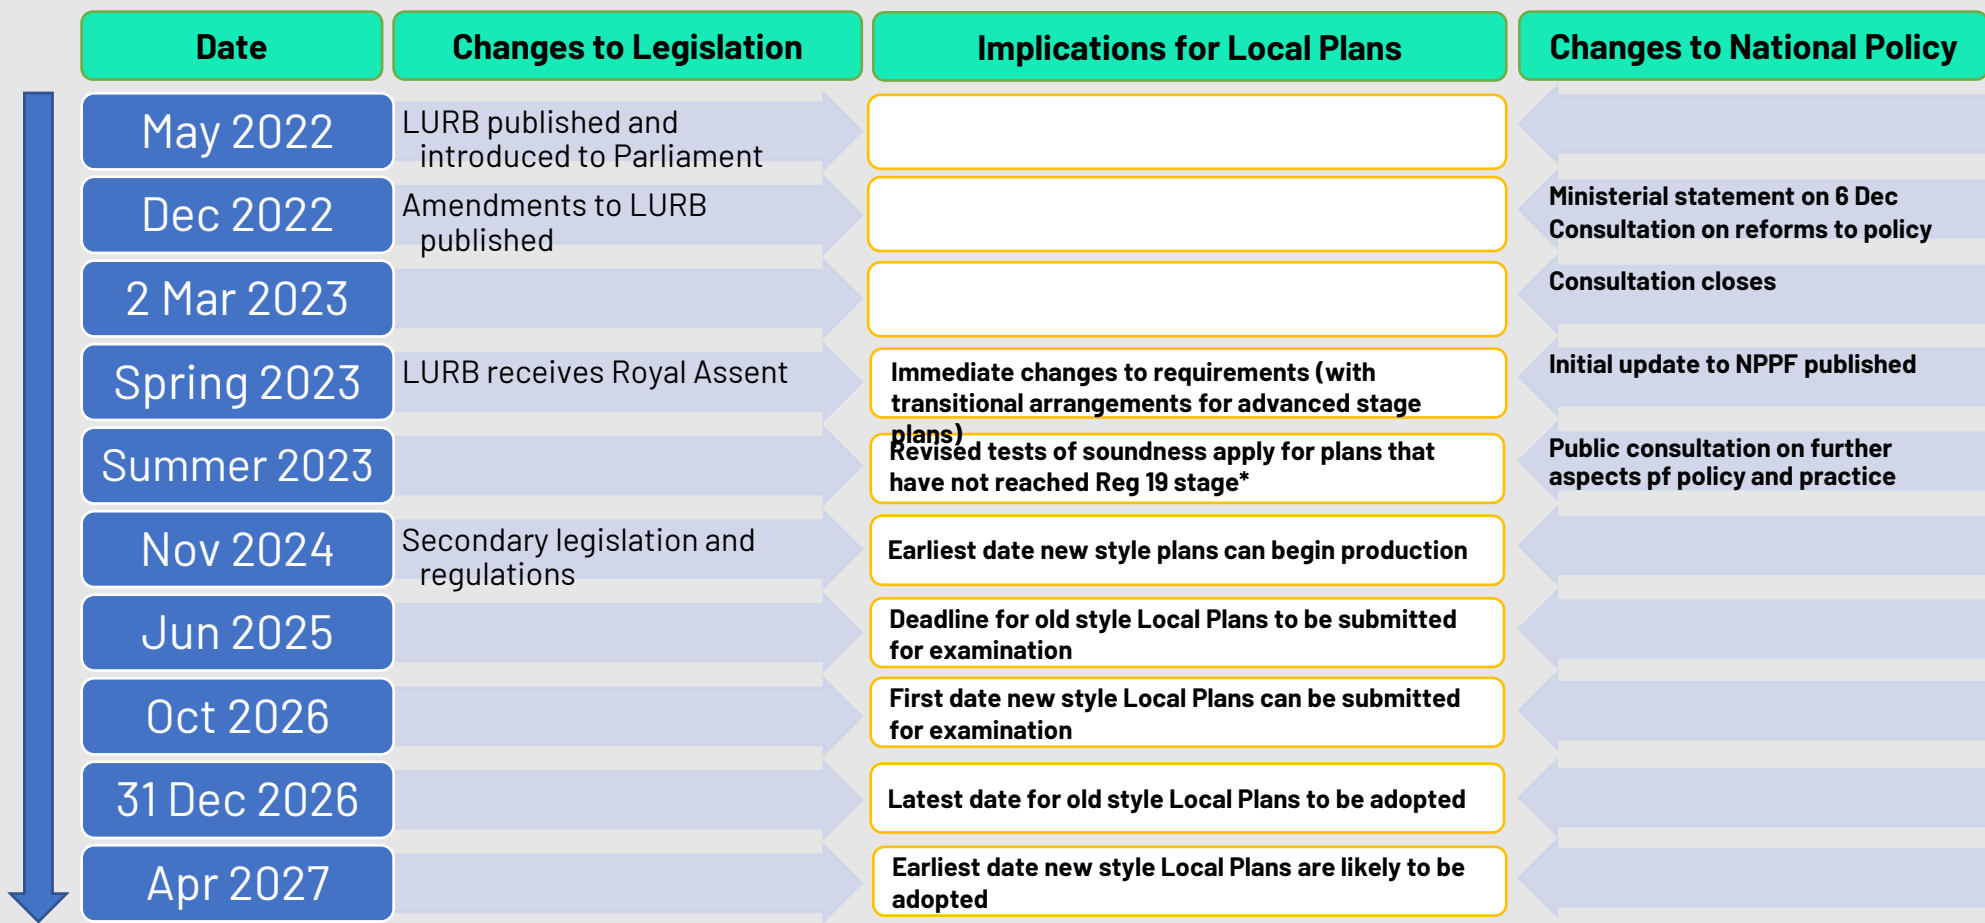 Date
Changes to Legislation
Implications for Local Plans
Changes to National Policy
May 2022
LURB published and
introduced to Parliament
Dec 2022
Amendments to LURB
published
Ministerial statement on 6 Dec
Consultation on reforms to policy
2 Mar 2023
Consultation closes
Spring 2023
LURB receives Royal Assent
Immediate changes to requirements (with
transitional arrangements for advanced stage
plans)
Initial update to NPPF published
Summer 2023
Revised tests of soundness apply for plans that
have not reached Reg 19 stage*
Public consultation on further
aspects pf policy and practice
Nov 2024
Secondary legislation and
regulations
Earliest date new style plans can begin production
Jun 2025
Deadline for old style Local Plans to be submitted
for examination
Oct 2026
First date new style Local Plans can be submitted
for examination
31 Dec 2026
Latest date for old style Local Plans to be adopted
Apr 2027
Earliest date new style Local Plans are likely to be
adopted